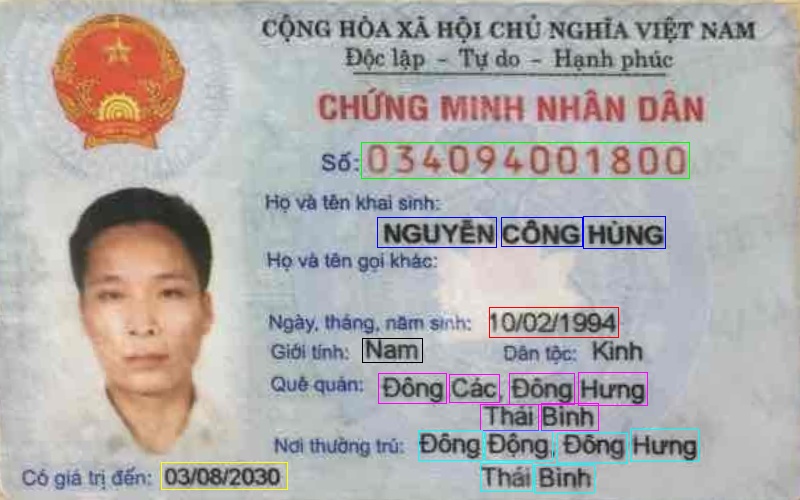 CỘNG HÒA XÃ HỘI CHỦ NGHĨA VIỆT NAM
Độc lập - Tự do - Hạnh phúc
CHỨNG MINH NHÂN DÂN
Số: 034094001800
Họ và tên khai sinh:
NGUYỄN CÔNG HÙNG
Họ và tên gọi khác:
Ngày, tháng, năm sinh: 10/02/1994
Giới tính: Nam Dân tộc: Kinh
Quê quán: Đông Các, Đông Hưng
Thái Bình
Nơi thường trú: Đông Động, Đông Hưng
Có giá trị đến: 03/08/2030 Thái Bình